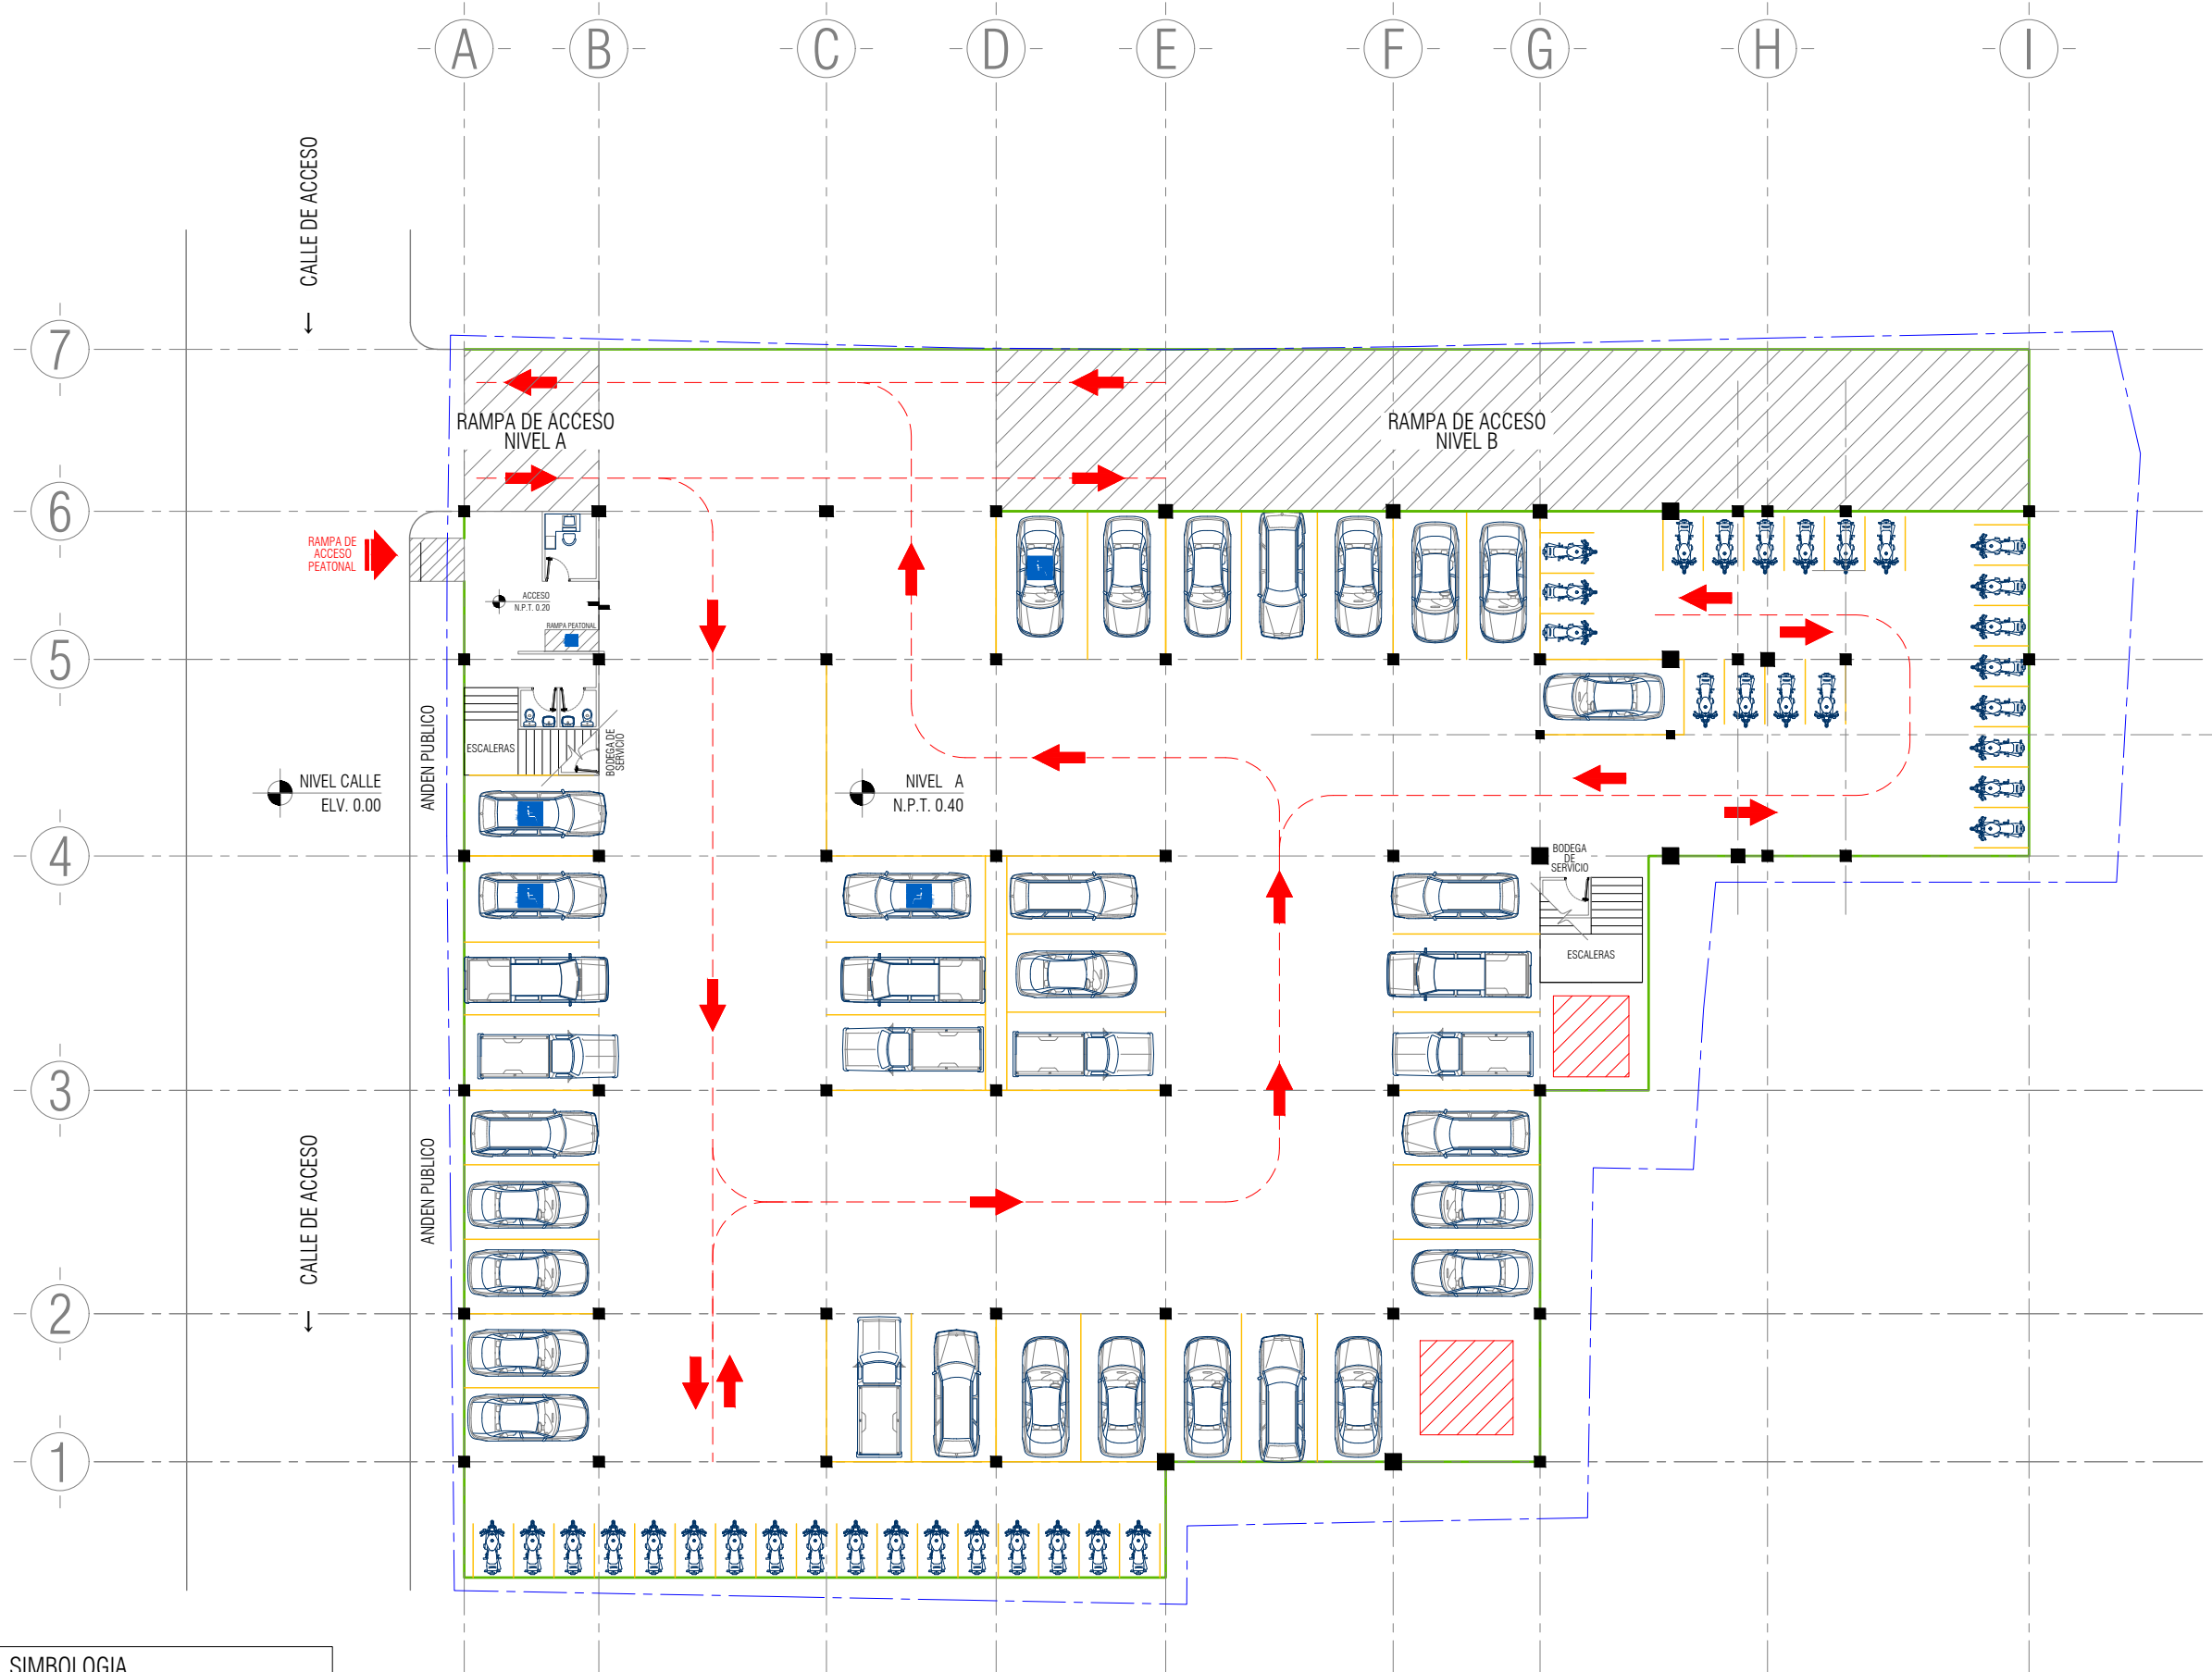 A B C D E F G H I
CALLE DE ACCESO
7
RAMPA DE ACCESO
NIVEL A
RAMPA DE ACCESO
NIVEL B
6
RAMPA DE
ACCESO
PEATONAL
ACCESO
N.P.T. 0.20
RAMPA PEATONAL
5
ANDEN PUBLICO
ESCALERAS
BODEGA DE
SERVICIO
NIVEL CALLE
ELV. 0.00
NIVEL A
N.P.T. 0.40
4
BODEGA
DE
SERVICIO
ESCALERAS
3
CALLE DE ACCESO
ANDEN PUBLICO
2
1
SIMBOLOGIA